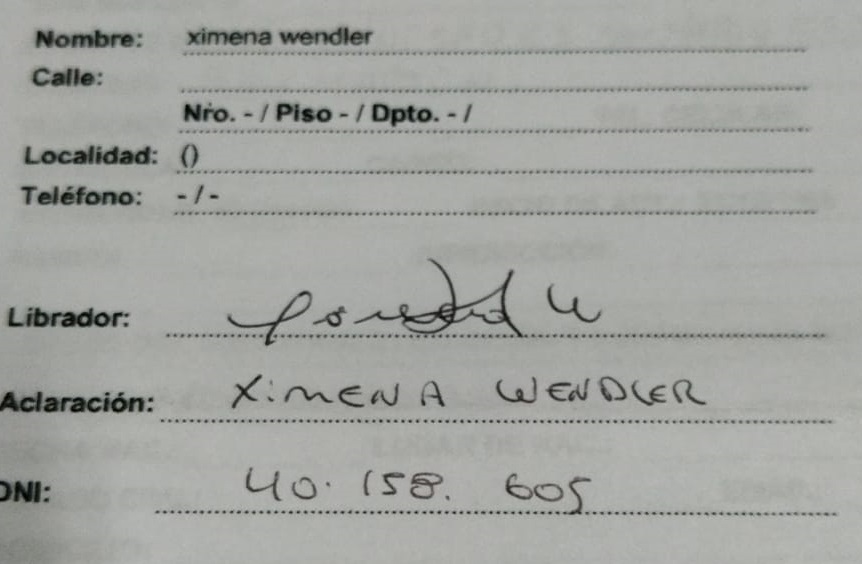 Nombre: ximena wendler
Calle:
Nro. - / Piso - / Dpto. - /
Localidad: ()
Teléfono: - / -
Librador:
Aclaración: XiMENA WENDLER
DNI: 40.158.605